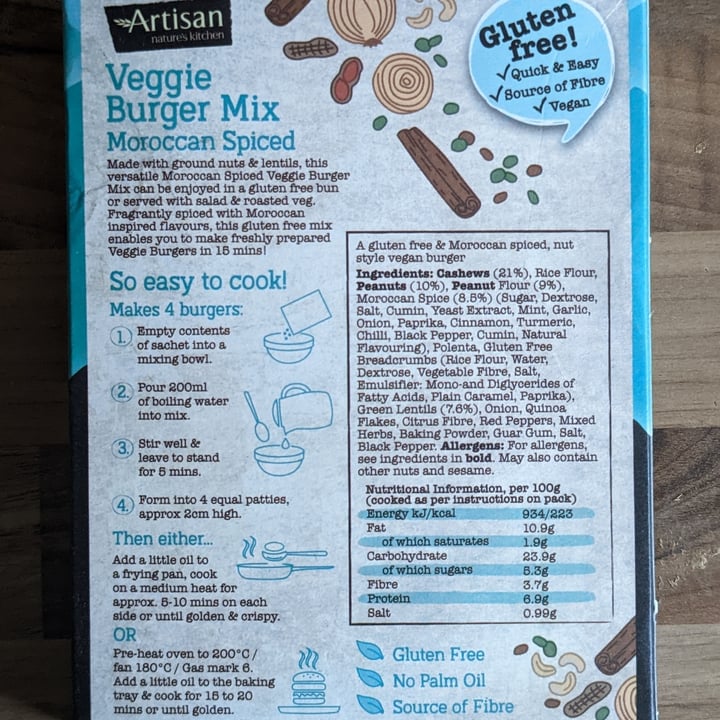 Artisan
nature's kitchen
Gluten
free!
Quick & Easy
Source of Fibre
Vegan
Veggie
Burger Mix
Moroccan Spiced
Made with ground nuts & lentils, this
versatile Moroccan Spiced Veggie Burger
Mix can be enjoyed in a gluten free bun
or served with salad & roasted veg.
Fragrantly spiced with Moroccan
inspired flavours, this gluten free mix
enables you to make freshly prepared
Veggie Burgers in 15 mins!
So easy to cook!
Makes 4 burgers:
1. Empty contents
of sachet into a
mixing bowl.
2. Pour 200ml
of boiling water
into mix.
3. Stir well &
leave to stand
for 5 mins.
4. Form into 4 equal patties,
approx 2cm high.
Then either...
Add a little oil to
a frying pan, cook
on a medium heat for
approx. 5-10 mins on each
side or until golden & crispy.
OR
Pre-heat oven to 200°C /
fan 180°C / Gas mark 6.
Add a little oil to the baking
tray & cook for 15 to 20
mins or until golden.
A gluten free & Moroccan spiced, nut
style vegan burger
Ingredients: Cashews (21%), Rice Flour,
Peanuts (10%), Peanut Flour (9%),
Moroccan Spice (8.5%) (Sugar, Dextrose,
Salt, Cumin, Yeast Extract, Mint, Garlic,
Onion, Paprika, Cinnamon, Turmeric,
Chilli, Black Pepper, Cumin, Natural
Flavouring), Polenta, Gluten Free
Breadcrumbs (Rice Flour, Water,
Dextrose, Vegetable Fibre, Salt,
Emulsifier: Mono-and Diglycerides of
Fatty Acids, Plain Caramel, Paprika),
Green Lentils (7.6%), Onion, Quinoa
Flakes, Citrus Fibre, Red Peppers, Mixed
Herbs, Baking Powder, Guar Gum, Salt,
Black Pepper. Allergens: For allergens,
see ingredients in bold. May also contain
other nuts and sesame.
Nutritional Information, per 100g
(cooked as per instructions on pack)
Energy kJ/kcal 934/223
Fat 10.9g
of which saturates 1.9g
Carbohydrate 23.9g
of which sugars 5.3g
Fibre 3.7g
Protein 6.9g
Salt 0.99g
Gluten Free
No Palm Oil
Source of Fibre